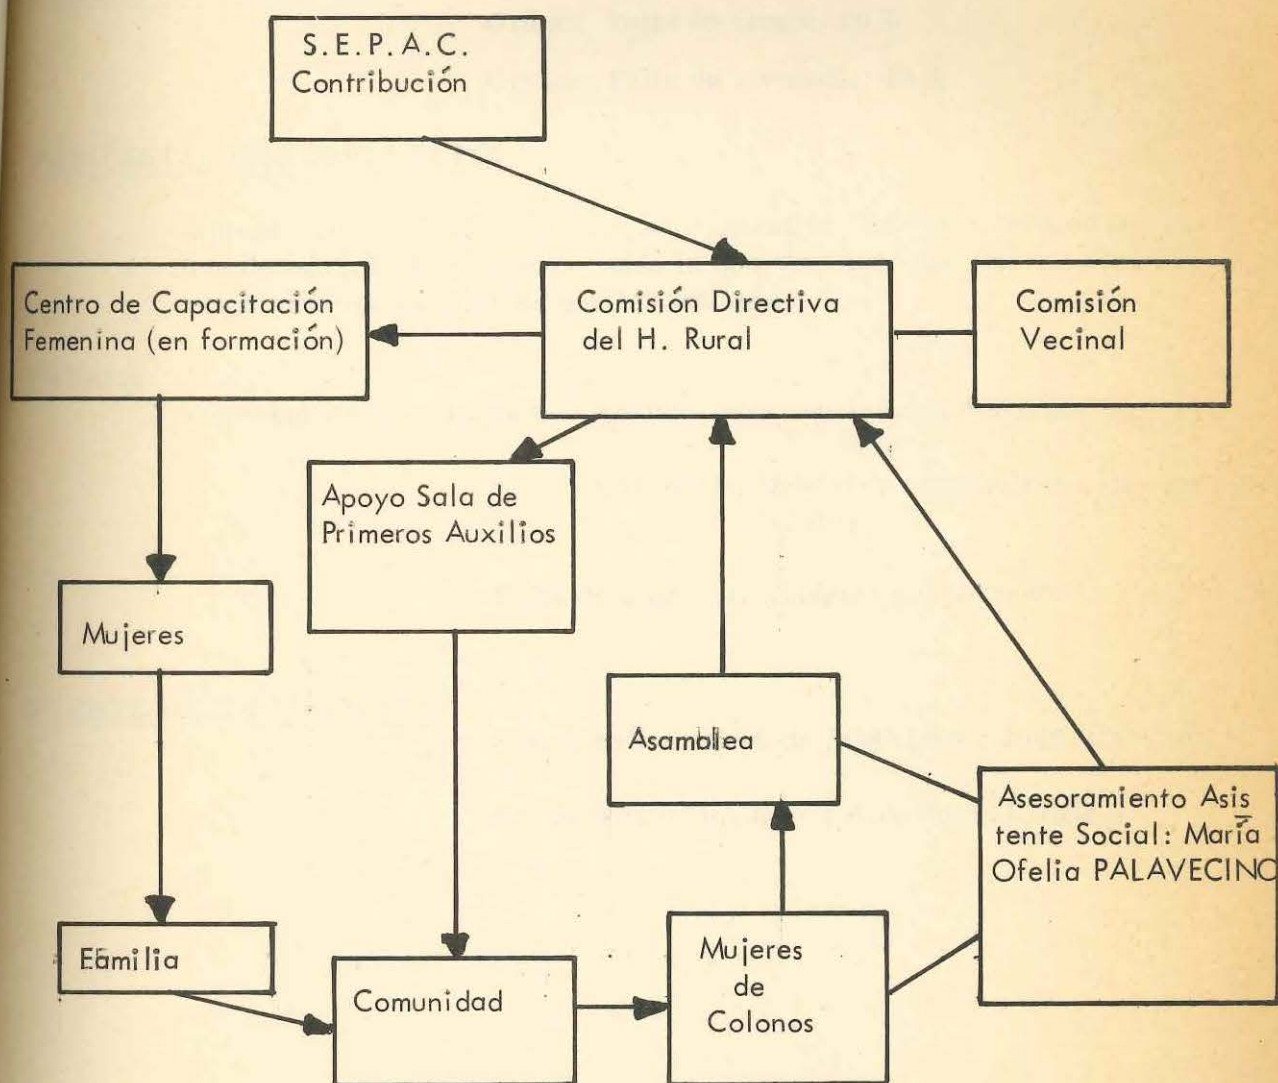 S.E.P.A.C.
Contribución
Centro de Capacitación
Femenina (en formación)
Comisión Directiva
del H. Rural
Comisión
Vecinal
Apoyo Sala de
Primeros Auxilios
Mujeres
Asamblea
Asesoramiento Asis
tente Social: María
Ofelia PALAVECINO
Familia
Comunidad
Mujeres
de
Colonos